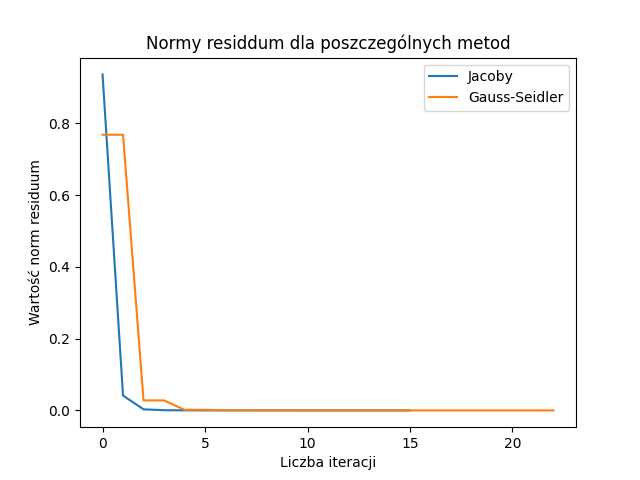 Normy residdum dla poszczególnych metod
Jacoby
Gauss-Seidler
Wartość norm residuum
0.8
0.6
0.4
0.2
0.0
0
5
10
15
20
Liczba iteracji